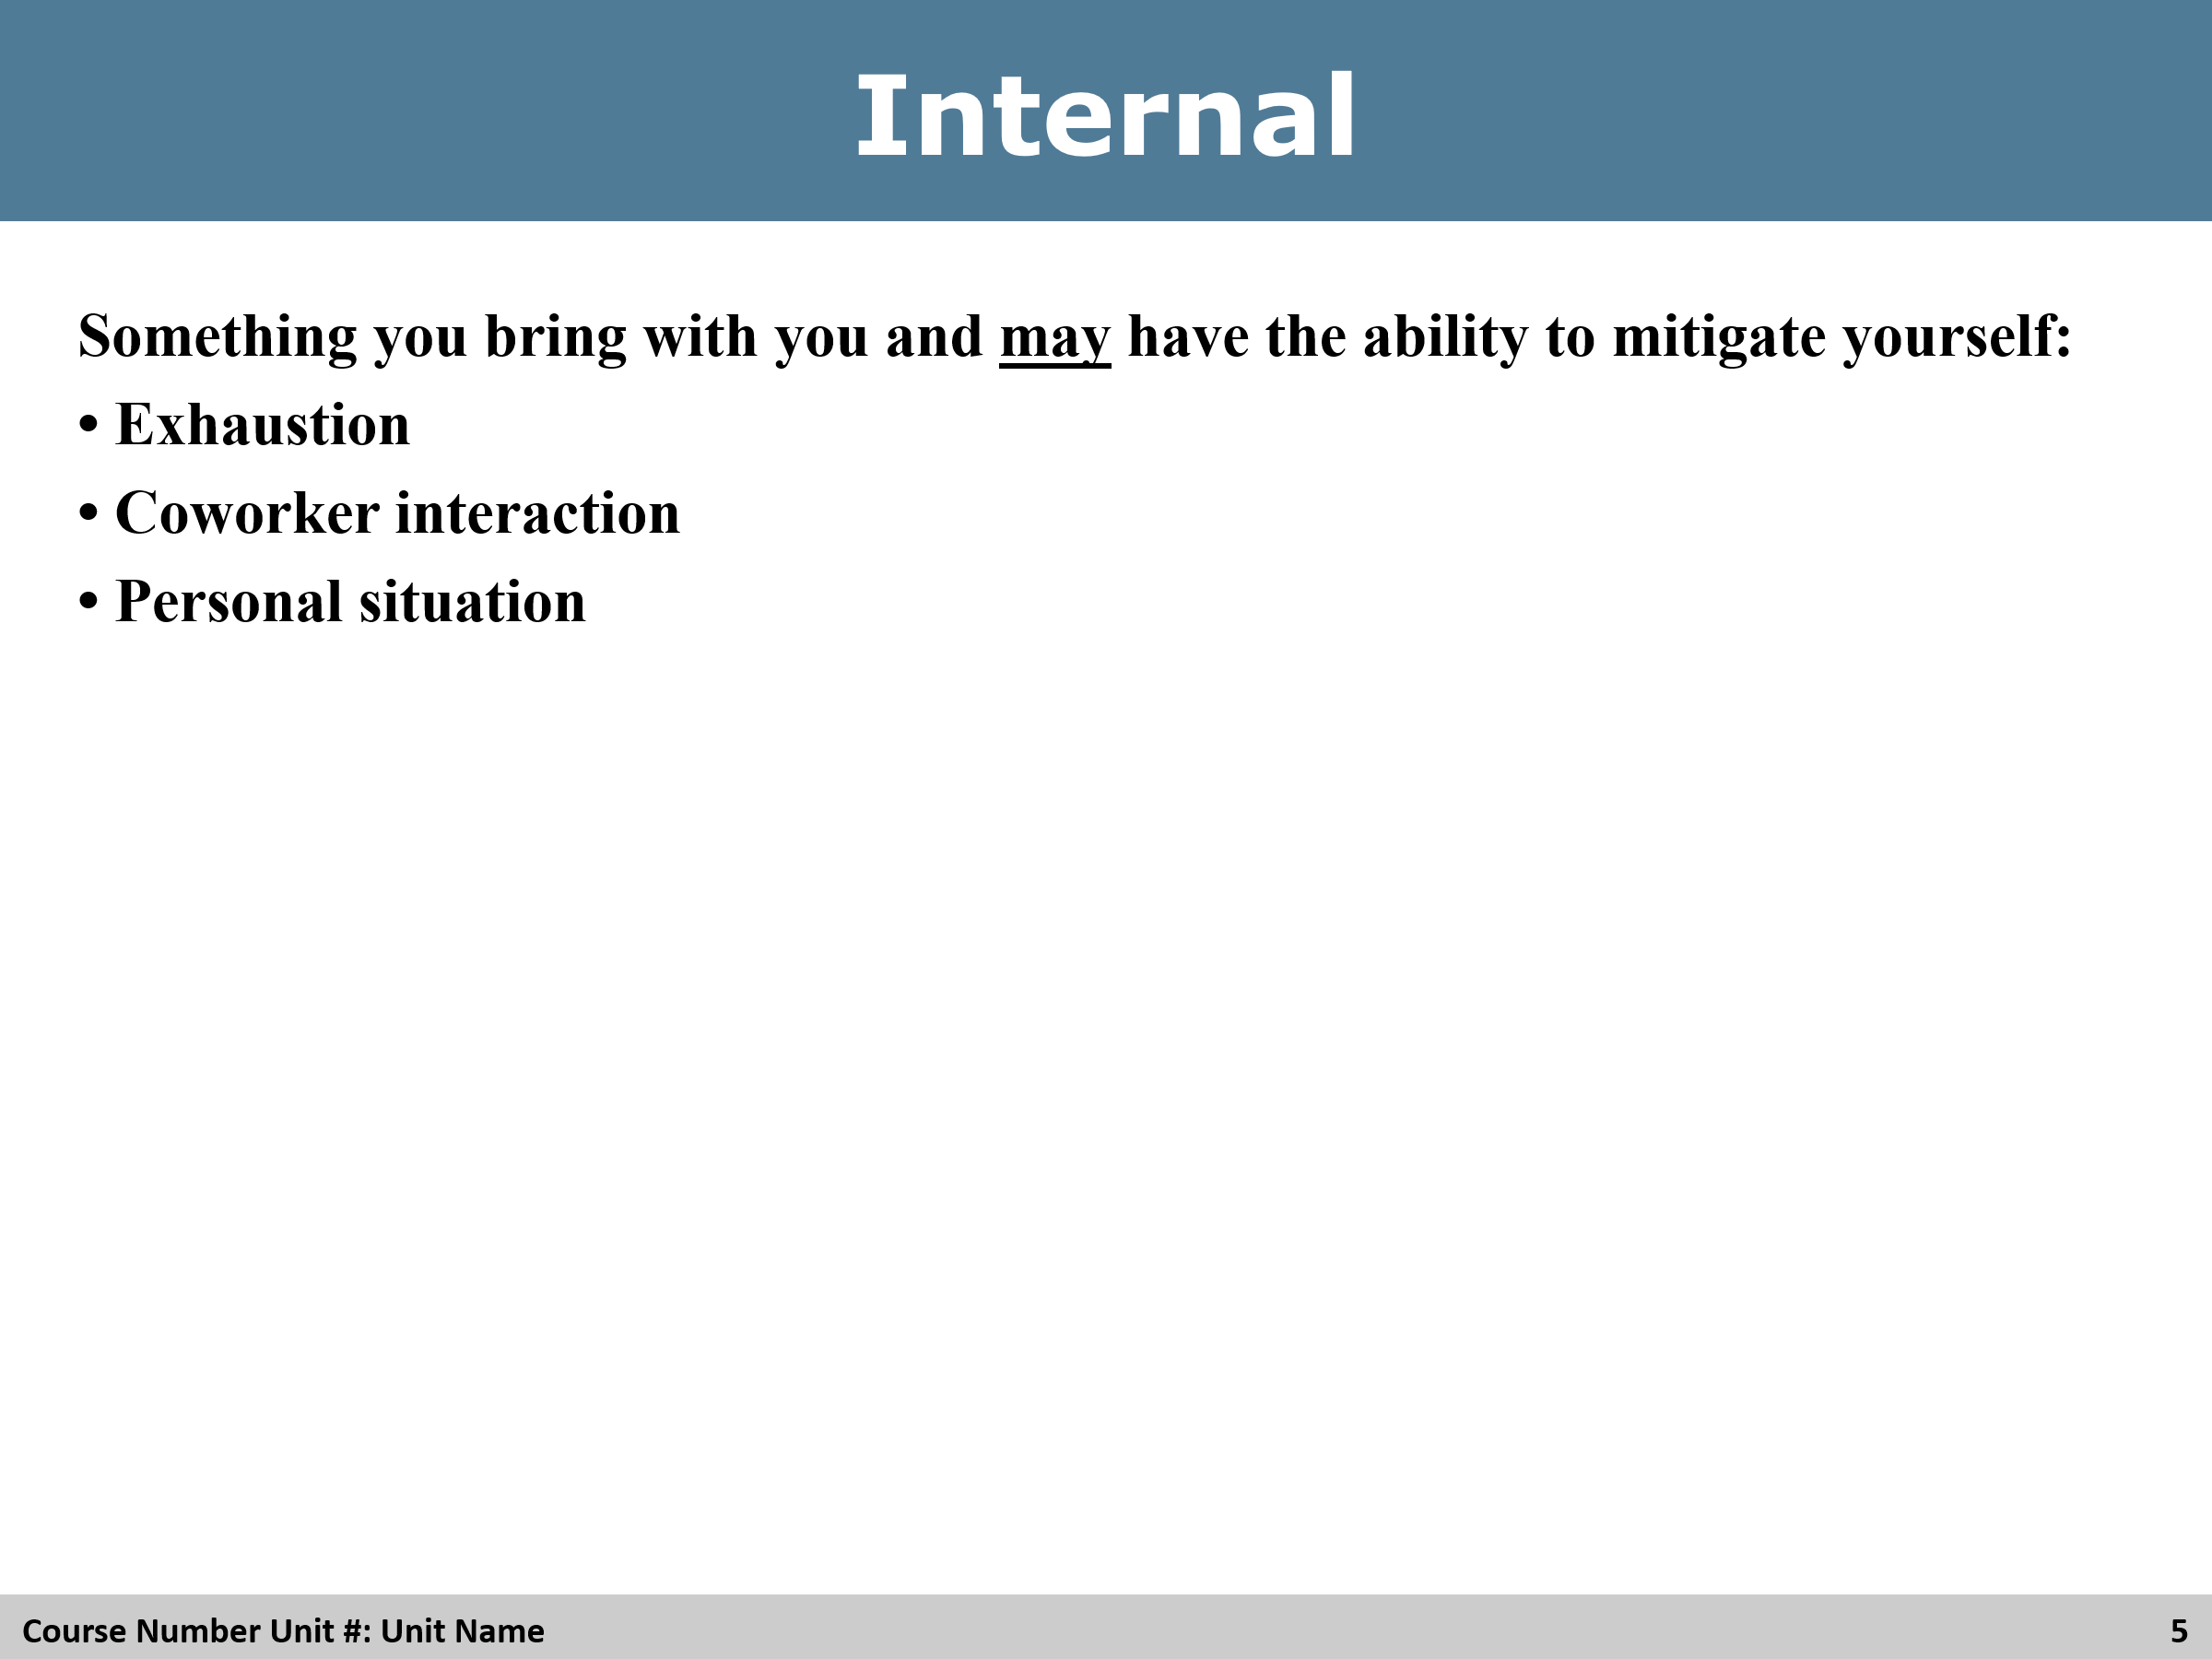 Internal
Something you bring with you and may have the ability to mitigate yourself:
• Exhaustion
• Coworker interaction
• Personal situation
Course Number Unit #: Unit Name
5